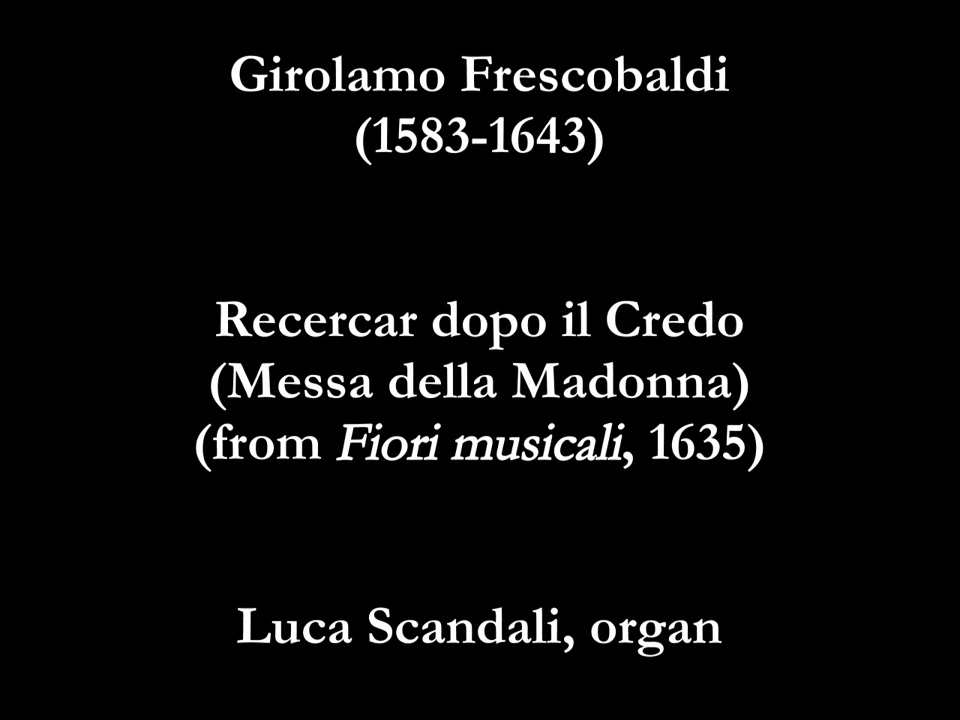 Girolamo Frescobaldi
(1583-1643)
Recercar dopo il Credo
(Messa della Madonna)
(from Fiori musicali, 1635)
Luca Scandali, organ